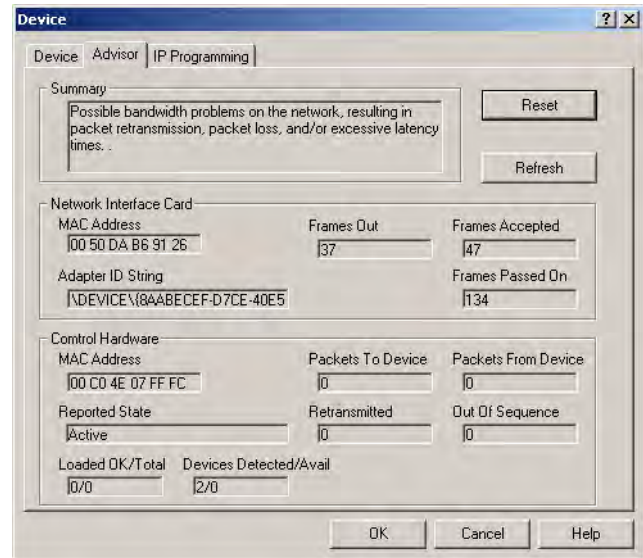 Device
Device Advisor IP Programming
Summary
Possible bandwidth problems on the network, resulting in
packet retransmission, packet loss, and/or excessive latency
times. .
Reset
Refresh
Network Interface Card
MAC Address Frames Out Frames Accepted
00 50 DA B6 91 26 37 47
Adapter ID String Frames Passed On
\DEVICE\{8AABECEF-D7CE-40E5 134
Comtrol Hardware
MAC Address Packets To Device Packets From Device
00 C0 4E 07 FF FC 0 0
Reported State Retransmitted Out Of Sequence
Active 0 0
Loaded OK/Total Devices Detected/Avail
0/0 2/0
OK Cancel Help